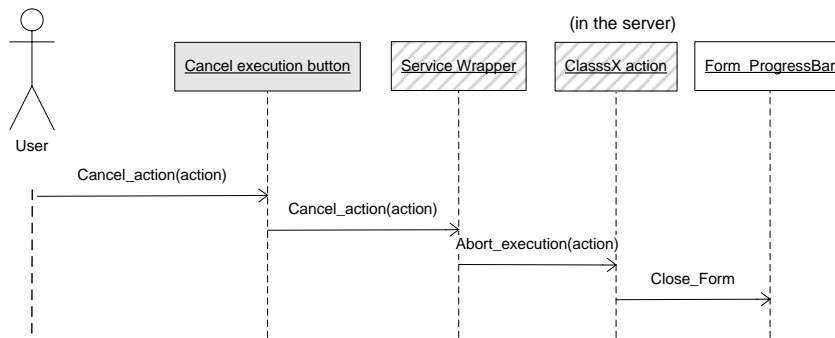 (in the server)
Cancel execution button
Service Wrapper
ClasssX action
Form_ProgressBar
User
Cancel_action(action)
Cancel_action(action)
Abort_execution(action)
Close_Form